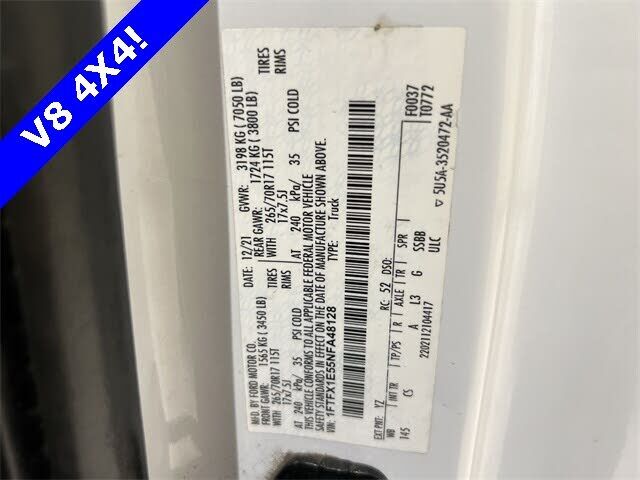 V8 4X4!
MFD. BY FORD MOTOR CO.
DATE: 12/21 GVWR: 3198 KG ( 7050 LB)
FRONT GAWR: 1565 KG ( 3450 LB) REAR GAWR: 1724 KG ( 3800 LB)
WITH 265/70R17 115T TIRES WITH 265/70R17 115T TIRES
17x7.5J RIMS 17x7.5J RIMS
AT 240 kPa/ 35 PSI COLD AT 240 kPa/ 35 PSI COLD
THIS VEHICLE CONFORMS TO ALL APPLICABLE FEDERAL MOTOR VEHICLE
SAFETY STANDARDS IN EFFECT ON THE DATE OF MANUFACTURE SHOWN ABOVE.
VIN: 1FTFX1E55NFA48128 Truck
F0037
T0772
EXT PNT: YZ RC: 52 DSO:
WB INT TR TP/PS R AXLE TR SPR
145 CS A L3 G SSBB
2202112104417 ULC
▽ 5U5A-3520472-AA